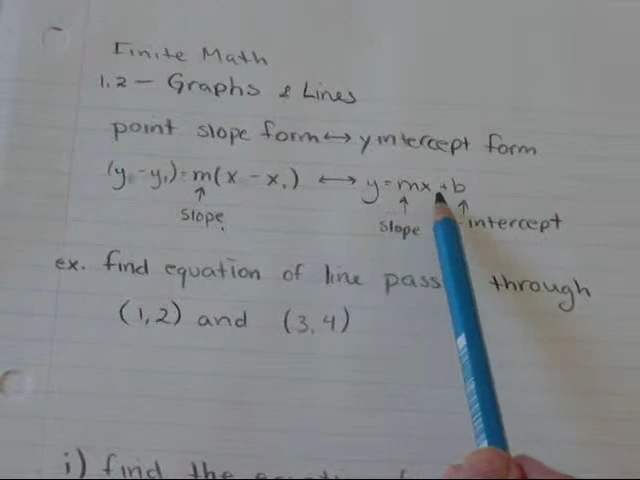 Finite Math
1.2 - Graphs & Lines
point slope form ↔ y intercept form
(y - y₁) = m(x - x₁) ↔ y = mx + b
↑ ↑ ↑
slope slope - intercept
ex. find equation of line pass through
(1,2) and (3,4)
i) find the